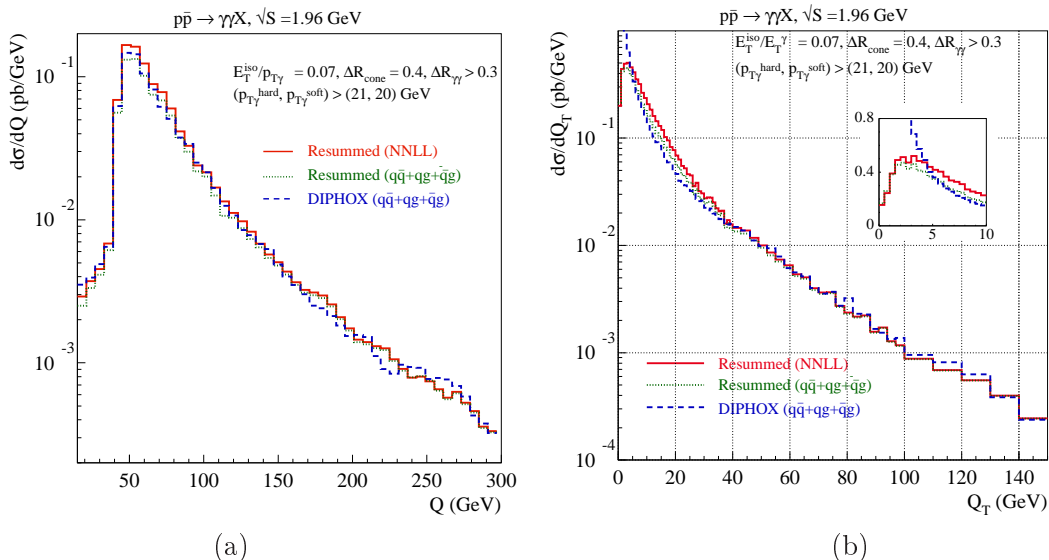 pp̄ → γγX, √S = 1.96 GeV
dσ/dQ (pb/GeV)
10⁻¹
10⁻²
10⁻³
E_T^iso/p_Tγ = 0.07, ΔR_cone = 0.4, ΔR_γγ > 0.3
(p_Tγ^hard, p_Tγ^soft) > (21, 20) GeV
Resummed (NNLL)
Resummed (qq̄+qg+q̄g)
DIPHOX (qq̄+qg+q̄g)
50 100 150 200 250 300
Q (GeV)
(a)
pp̄ → γγX, √S = 1.96 GeV
dσ/dQ_T (pb/GeV)
10⁻¹
10⁻²
10⁻³
10⁻⁴
E_T^iso/E_T^γ = 0.07, ΔR_cone = 0.4, ΔR_γγ > 0.3
(p_Tγ^hard, p_Tγ^soft) > (21, 20) GeV
0.8
0.4
0
0 5 10
Resummed (NNLL)
Resummed (qq̄+qg+q̄g)
DIPHOX (qq̄+qg+q̄g)
0 20 40 60 80 100 120 140
Q_T (GeV)
(b)